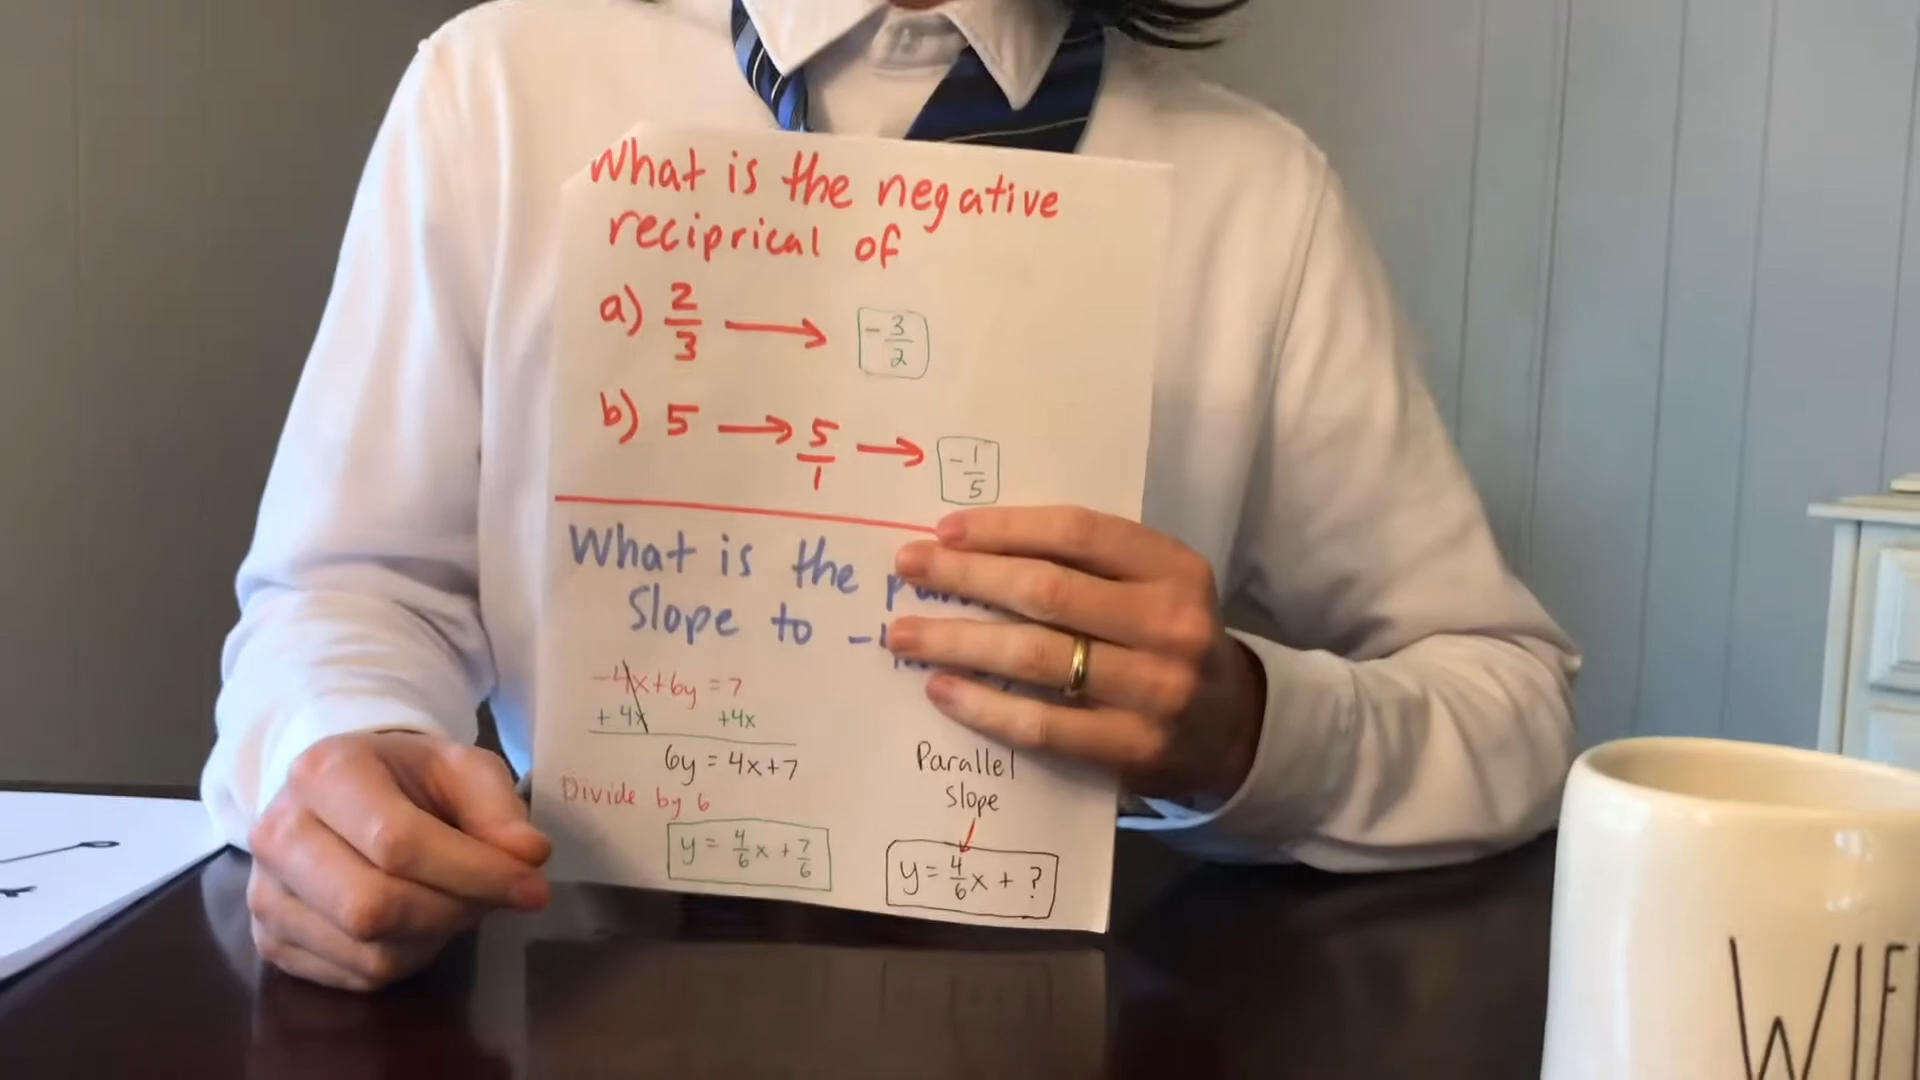 What is the negative
reciprical of
a) 2/3 → -3/2
b) 5 → 5/1 → -1/5
What is the
Slope to
-4x+6y = 7
+ 4x +4x
6y = 4x+7
Divide by 6
y = 4/6x + 7/6
Parallel
Slope
y = 4/6x + ?